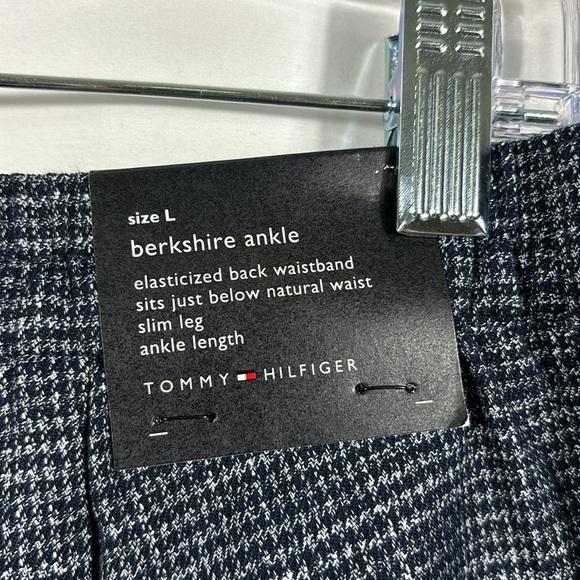 size L
berkshire ankle
elasticized back waistband
sits just below natural waist
slim leg
ankle length
TOMMY HILFIGER